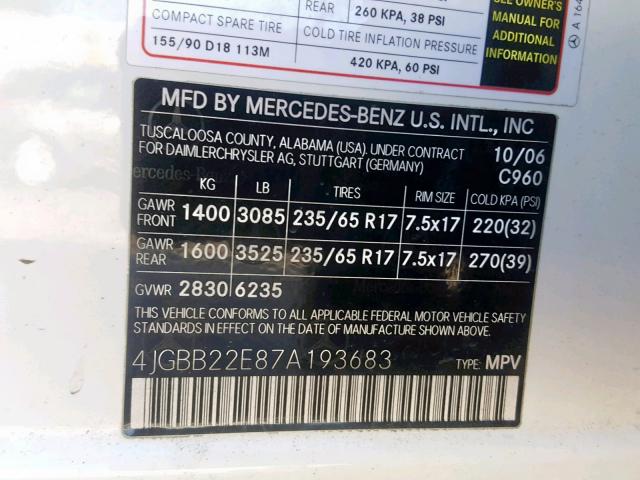 SEE OWNER'S
MANUAL FOR
ADDITIONAL
INFORMATION
REAR 260 KPA, 38 PSI
COMPACT SPARE TIRE COLD TIRE INFLATION PRESSURE
155/90 D18 113M 420 KPA, 60 PSI
A 164
MFD BY MERCEDES-BENZ U.S. INTL., INC
TUSCALOOSA COUNTY, ALABAMA (USA). UNDER CONTRACT 10/06
FOR DAIMLERCHRYSLER AG, STUTTGART (GERMANY) C960
KG LB TIRES RIM SIZE COLD KPA (PSI)
GAWR
FRONT 1400 3085 235/65 R17 7.5x17 220(32)
GAWR
REAR 1600 3525 235/65 R17 7.5x17 270(39)
GVWR 2830 6235
THIS VEHICLE CONFORMS TO ALL APPLICABLE FEDERAL MOTOR VEHICLE SAFETY
STANDARDS IN EFFECT ON THE DATE OF MANUFACTURE SHOWN ABOVE.
4JGBB22E87A193683 TYPE: MPV